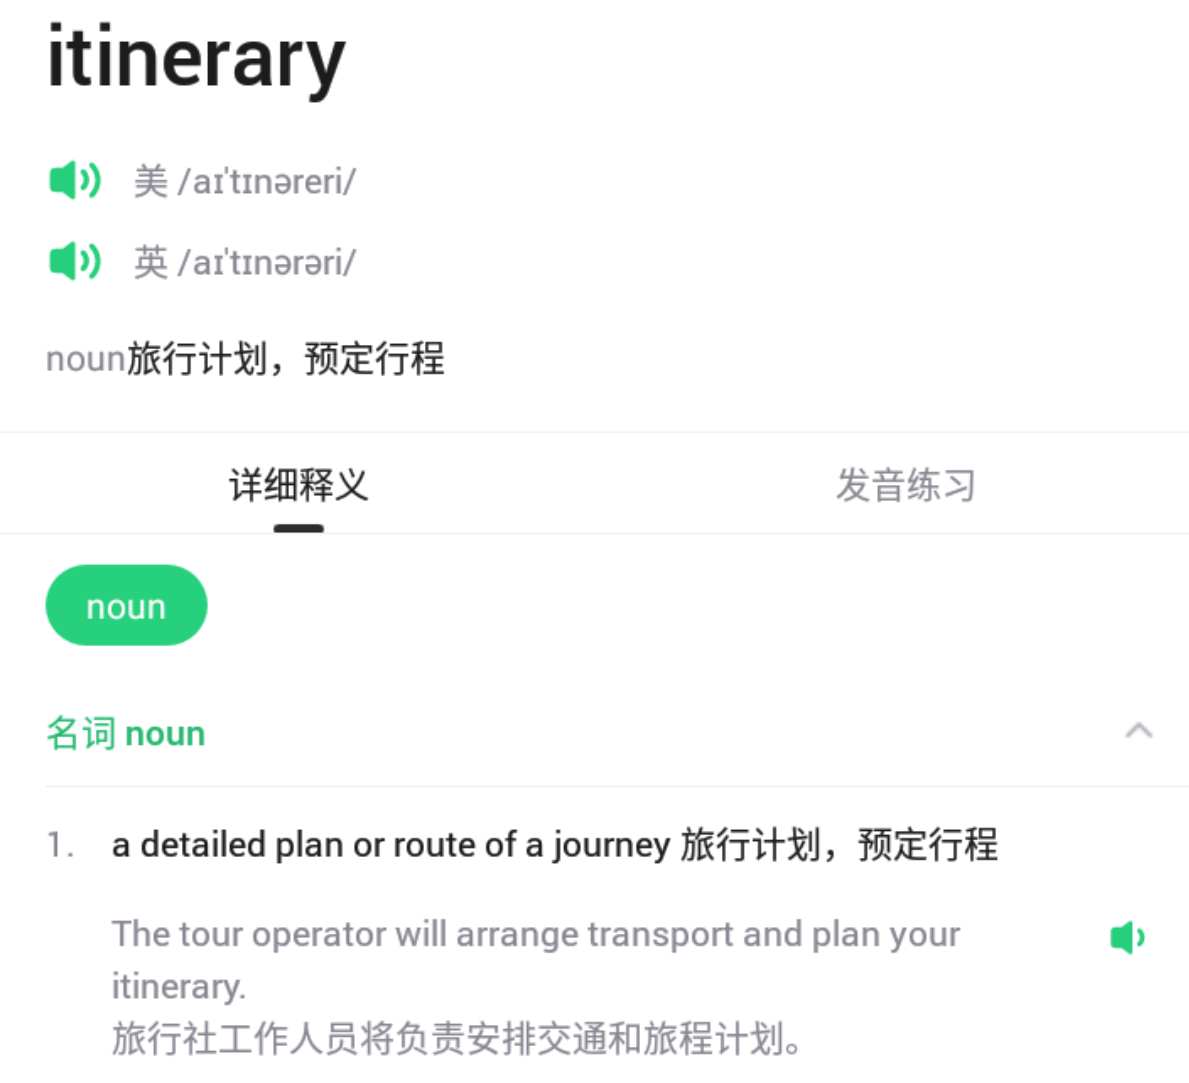 itinerary
美 /aɪˈtɪnəreri/
英 /aɪˈtɪnərəri/
noun旅行计划，预定行程
详细释义 发音练习
noun
名词 noun
1. a detailed plan or route of a journey 旅行计划，预定行程
The tour operator will arrange transport and plan your
itinerary.
旅行社工作人员将负责安排交通和旅程计划。